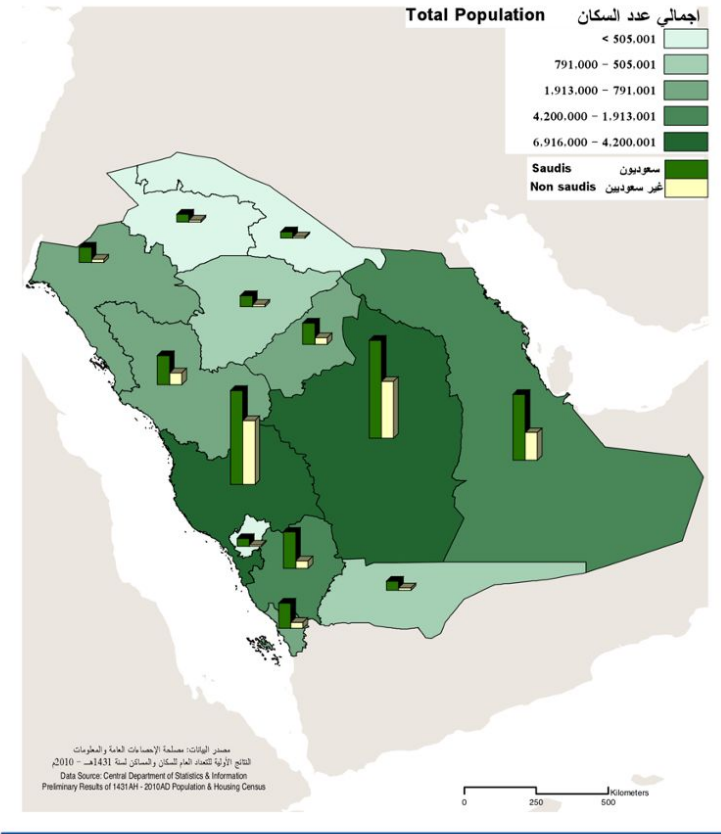 Total Population اجمالي عدد السكان
< 505.001
791.000 – 505.001
1.913.000 – 791.001
4.200.000 – 1.913.001
6.916.000 – 4.200.001
Saudis سعوديون
Non saudis غير سعوديين
مصدر البيانات: مصلحة الإحصاءات العامة والمعلومات
النتائج الأولية للتعداد العام للسكان والمساكن لسنة 1431هـ – 2010م
Data Source: Central Department of Statistics & Information
Preliminary Results of 1431AH - 2010AD Population & Housing Census
Kilometers
0 250 500